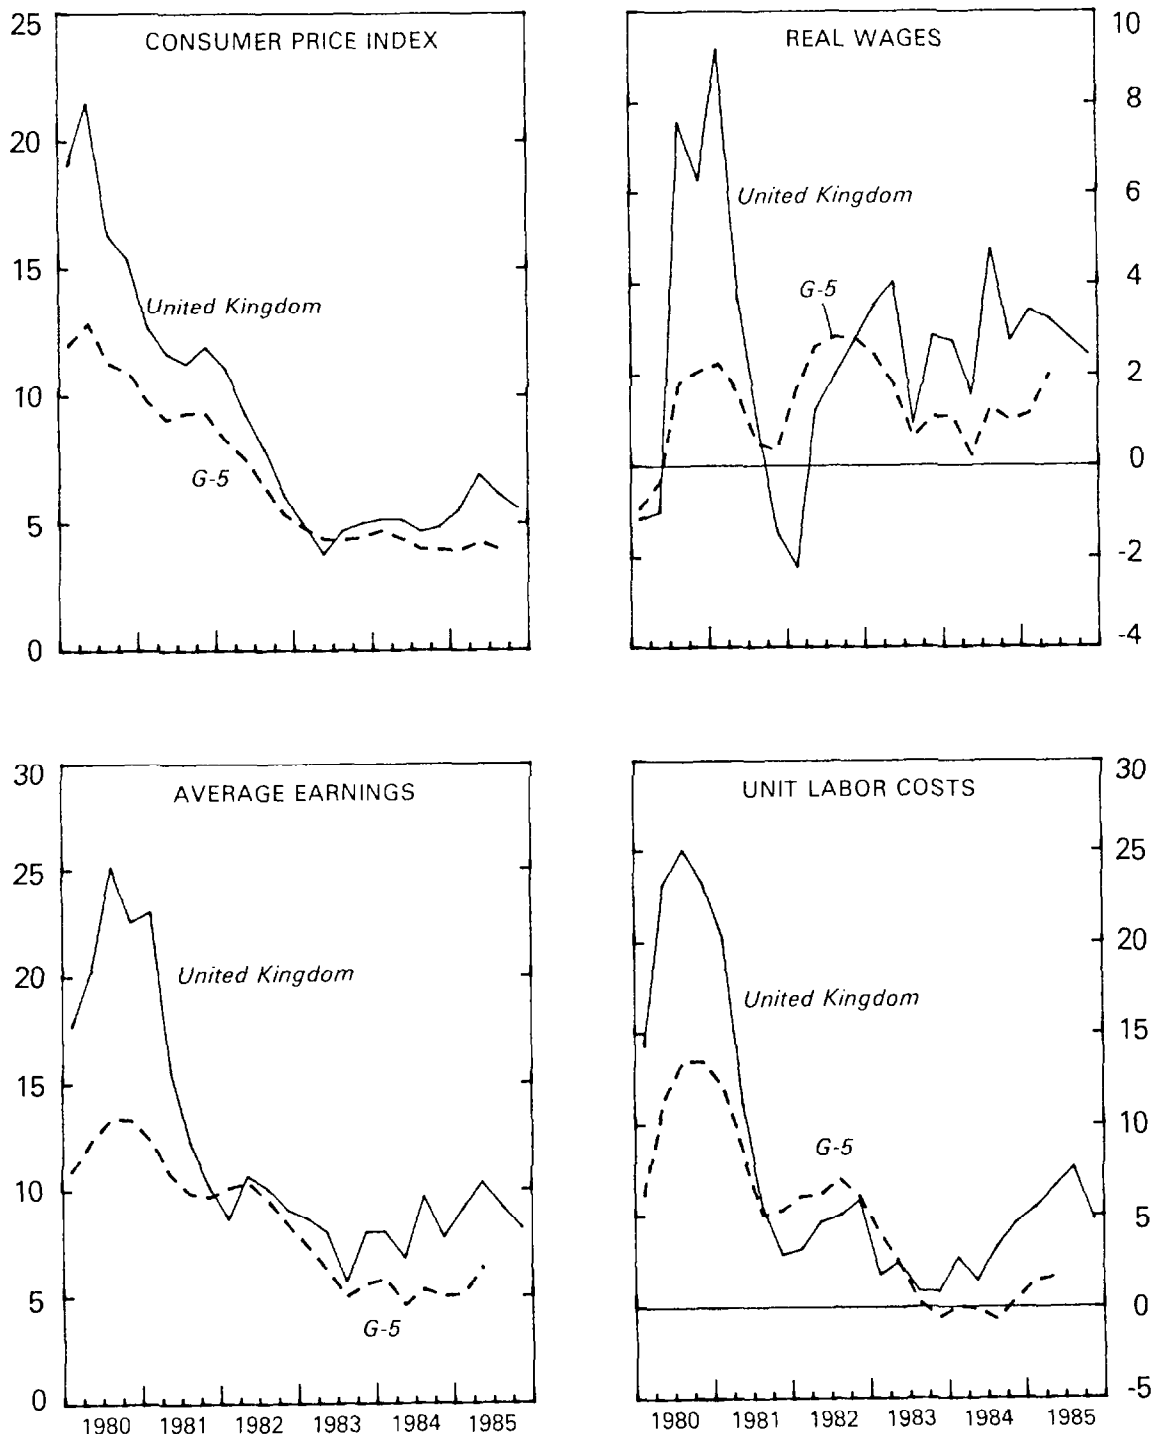 CONSUMER PRICE INDEX
25
20
15
10
5
0
United Kingdom
G-5
REAL WAGES
10
8
6
4
2
0
-2
-4
United Kingdom
G-5
AVERAGE EARNINGS
30
25
20
15
10
5
0
United Kingdom
G-5
1980 1981 1982 1983 1984 1985
UNIT LABOR COSTS
30
25
20
15
10
5
0
-5
United Kingdom
G-5
1980 1981 1982 1983 1984 1985